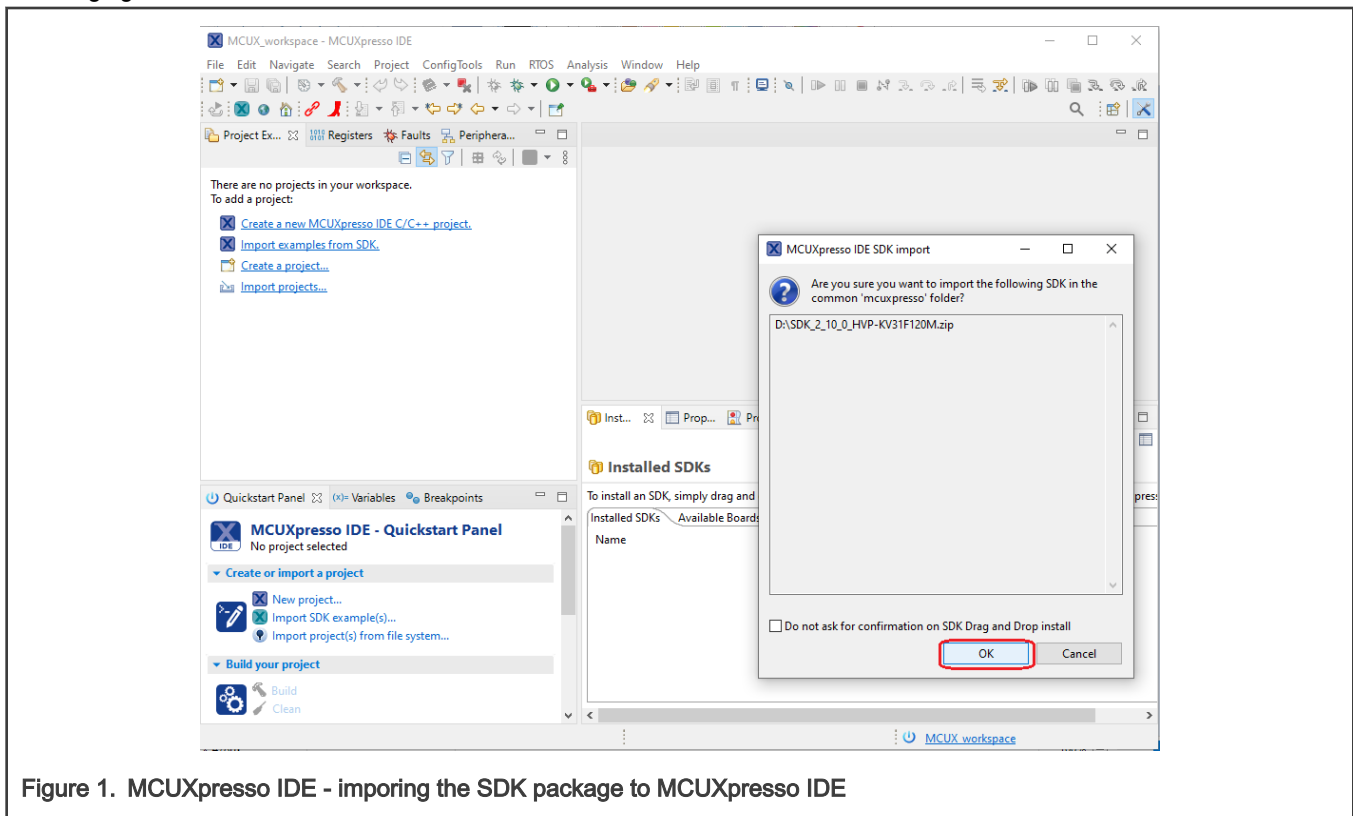 MCUX_workspace - MCUXpresso IDE
File Edit Navigate Search Project ConfigTools Run RTOS Analysis Window Help
Project Ex... Registers Faults Periphera...
There are no projects in your workspace.
To add a project:
Create a new MCUXpresso IDE C/C++ project.
Import examples from SDK.
Create a project...
Import projects...
MCUXpresso IDE SDK import
Are you sure you want to import the following SDK in the
common 'mcuxpresso' folder?
D:\SDK_2_10_0_HVP-KV31F120M.zip
Do not ask for confirmation on SDK Drag and Drop install
OK Cancel
Inst... Prop... Pr
Installed SDKs
To install an SDK, simply drag and
Installed SDKs Available Boards
Name
Quickstart Panel (x)= Variables Breakpoints
IDE
MCUXpresso IDE - Quickstart Panel
No project selected
Create or import a project
New project...
Import SDK example(s)...
Import project(s) from file system...
Build your project
Build
Clean
MCUX_workspace
Figure 1. MCUXpresso IDE - imporing the SDK package to MCUXpresso IDE